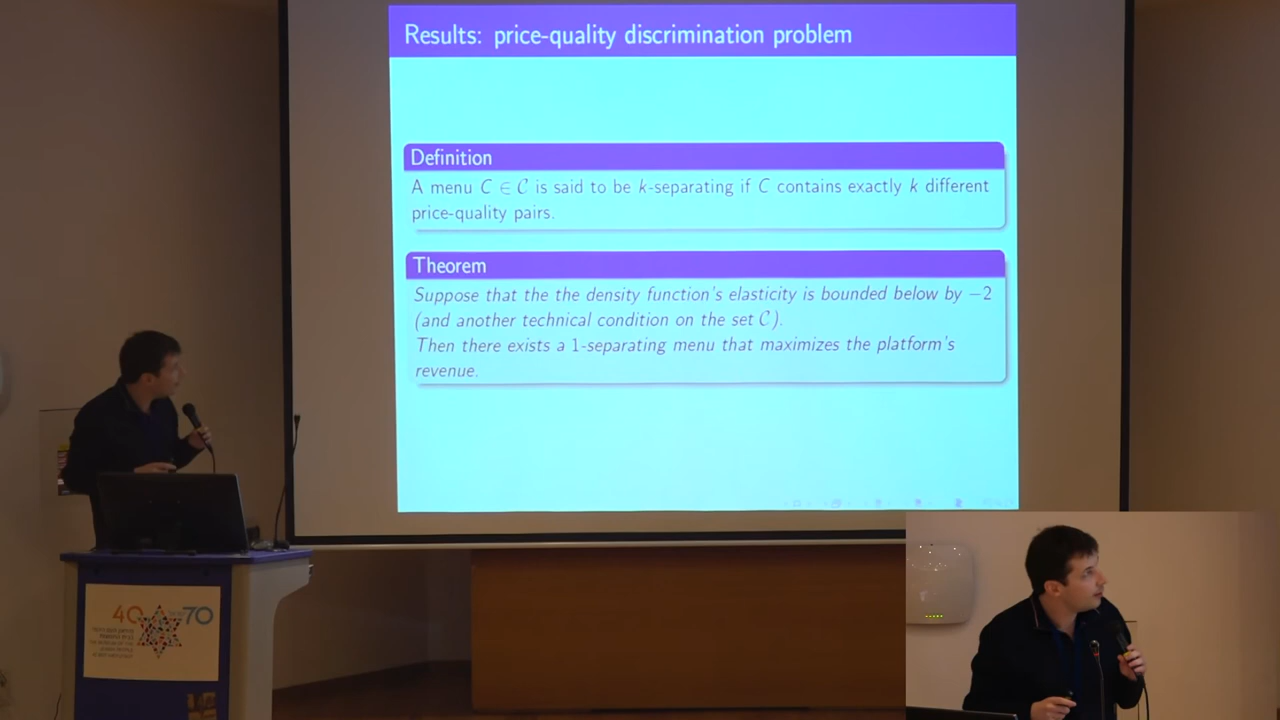 Results: price-quality discrimination problem
Definition
A menu C ∈ 𝒞 is said to be k-separating if C contains exactly k different
price-quality pairs.
Theorem
Suppose that the the density function's elasticity is bounded below by −2
(and another technical condition on the set 𝒞).
Then there exists a 1-separating menu that maximizes the platform's
revenue.
40 70